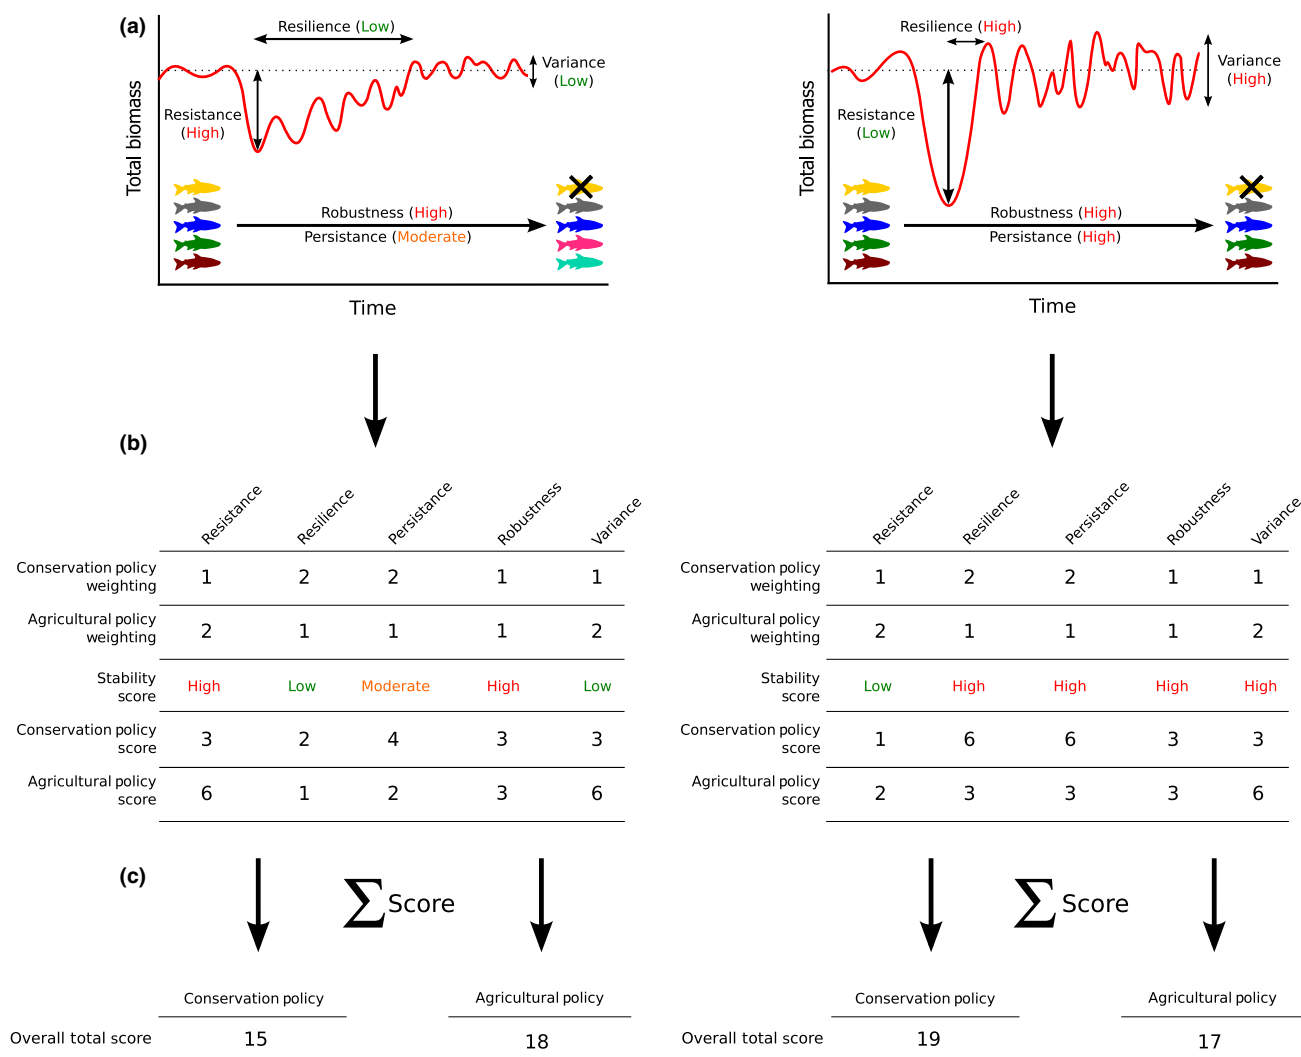 (a)
Resilience (Low)
Variance
(Low)
Resistance
(High)
Total biomass
Robustness (High)
Persistance (Moderate)
Time
Resilience (High)
Variance
(High)
Resistance
(Low)
Total biomass
Robustness (High)
Persistance (High)
Time
(b)
Resistance
Resilience
Persistance
Robustness
Variance
Conservation policy
weighting
1 2 2 1 1
Agricultural policy
weighting
2 1 1 1 2
Stability
score
High Low Moderate High Low
Conservation policy
score
3 2 4 3 3
Agricultural policy
score
6 1 2 3 6
Resistance
Resilience
Persistance
Robustness
Variance
Conservation policy
weighting
1 2 2 1 1
Agricultural policy
weighting
2 1 1 1 2
Stability
score
Low High High High High
Conservation policy
score
1 6 6 3 3
Agricultural policy
score
2 3 3 3 6
(c)
∑ Score
Conservation policy
Agricultural policy
Overall total score
15 18
∑ Score
Conservation policy
Agricultural policy
Overall total score
19 17